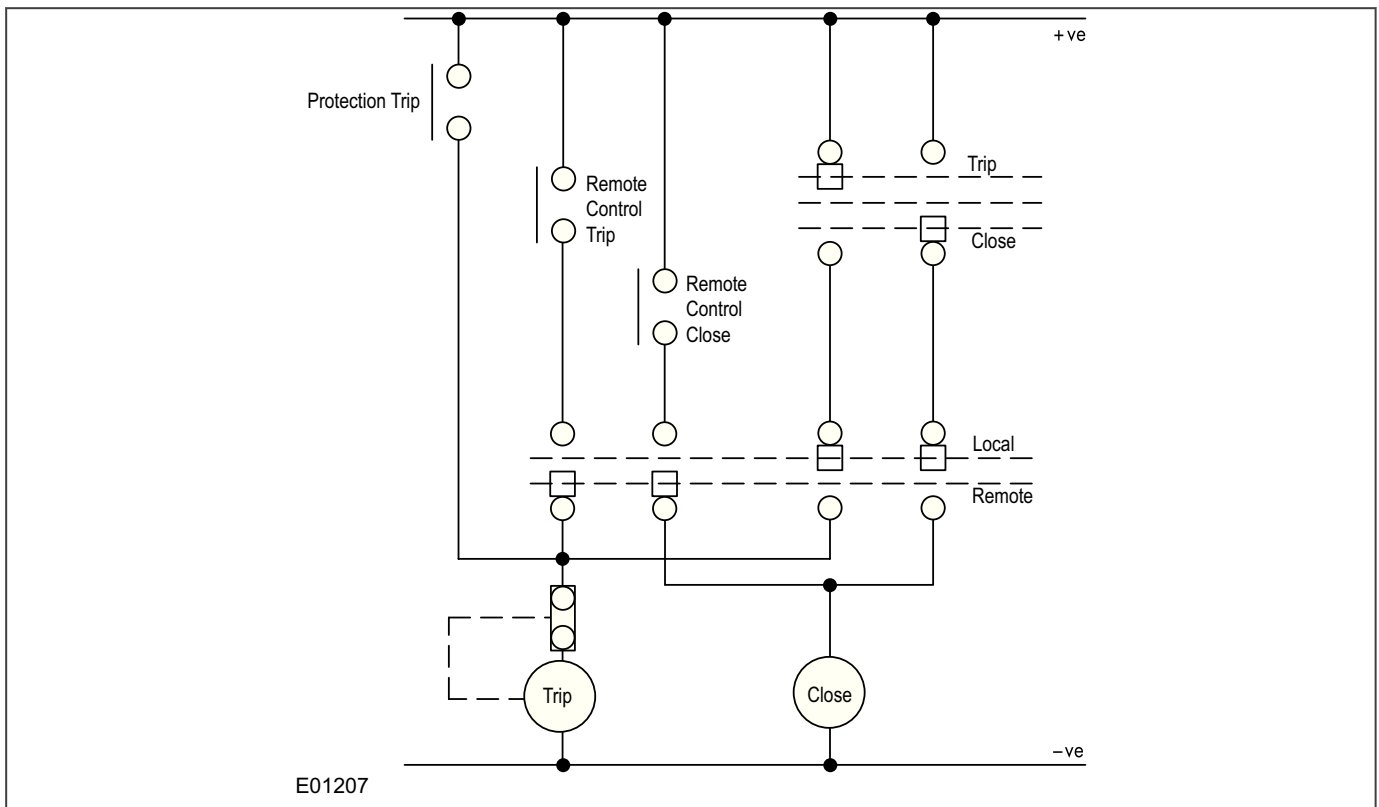 +ve
Protection Trip
Trip
Remote
Control
Trip
Close
Remote
Control
Close
Local
Remote
Trip
Close
−ve
E01207